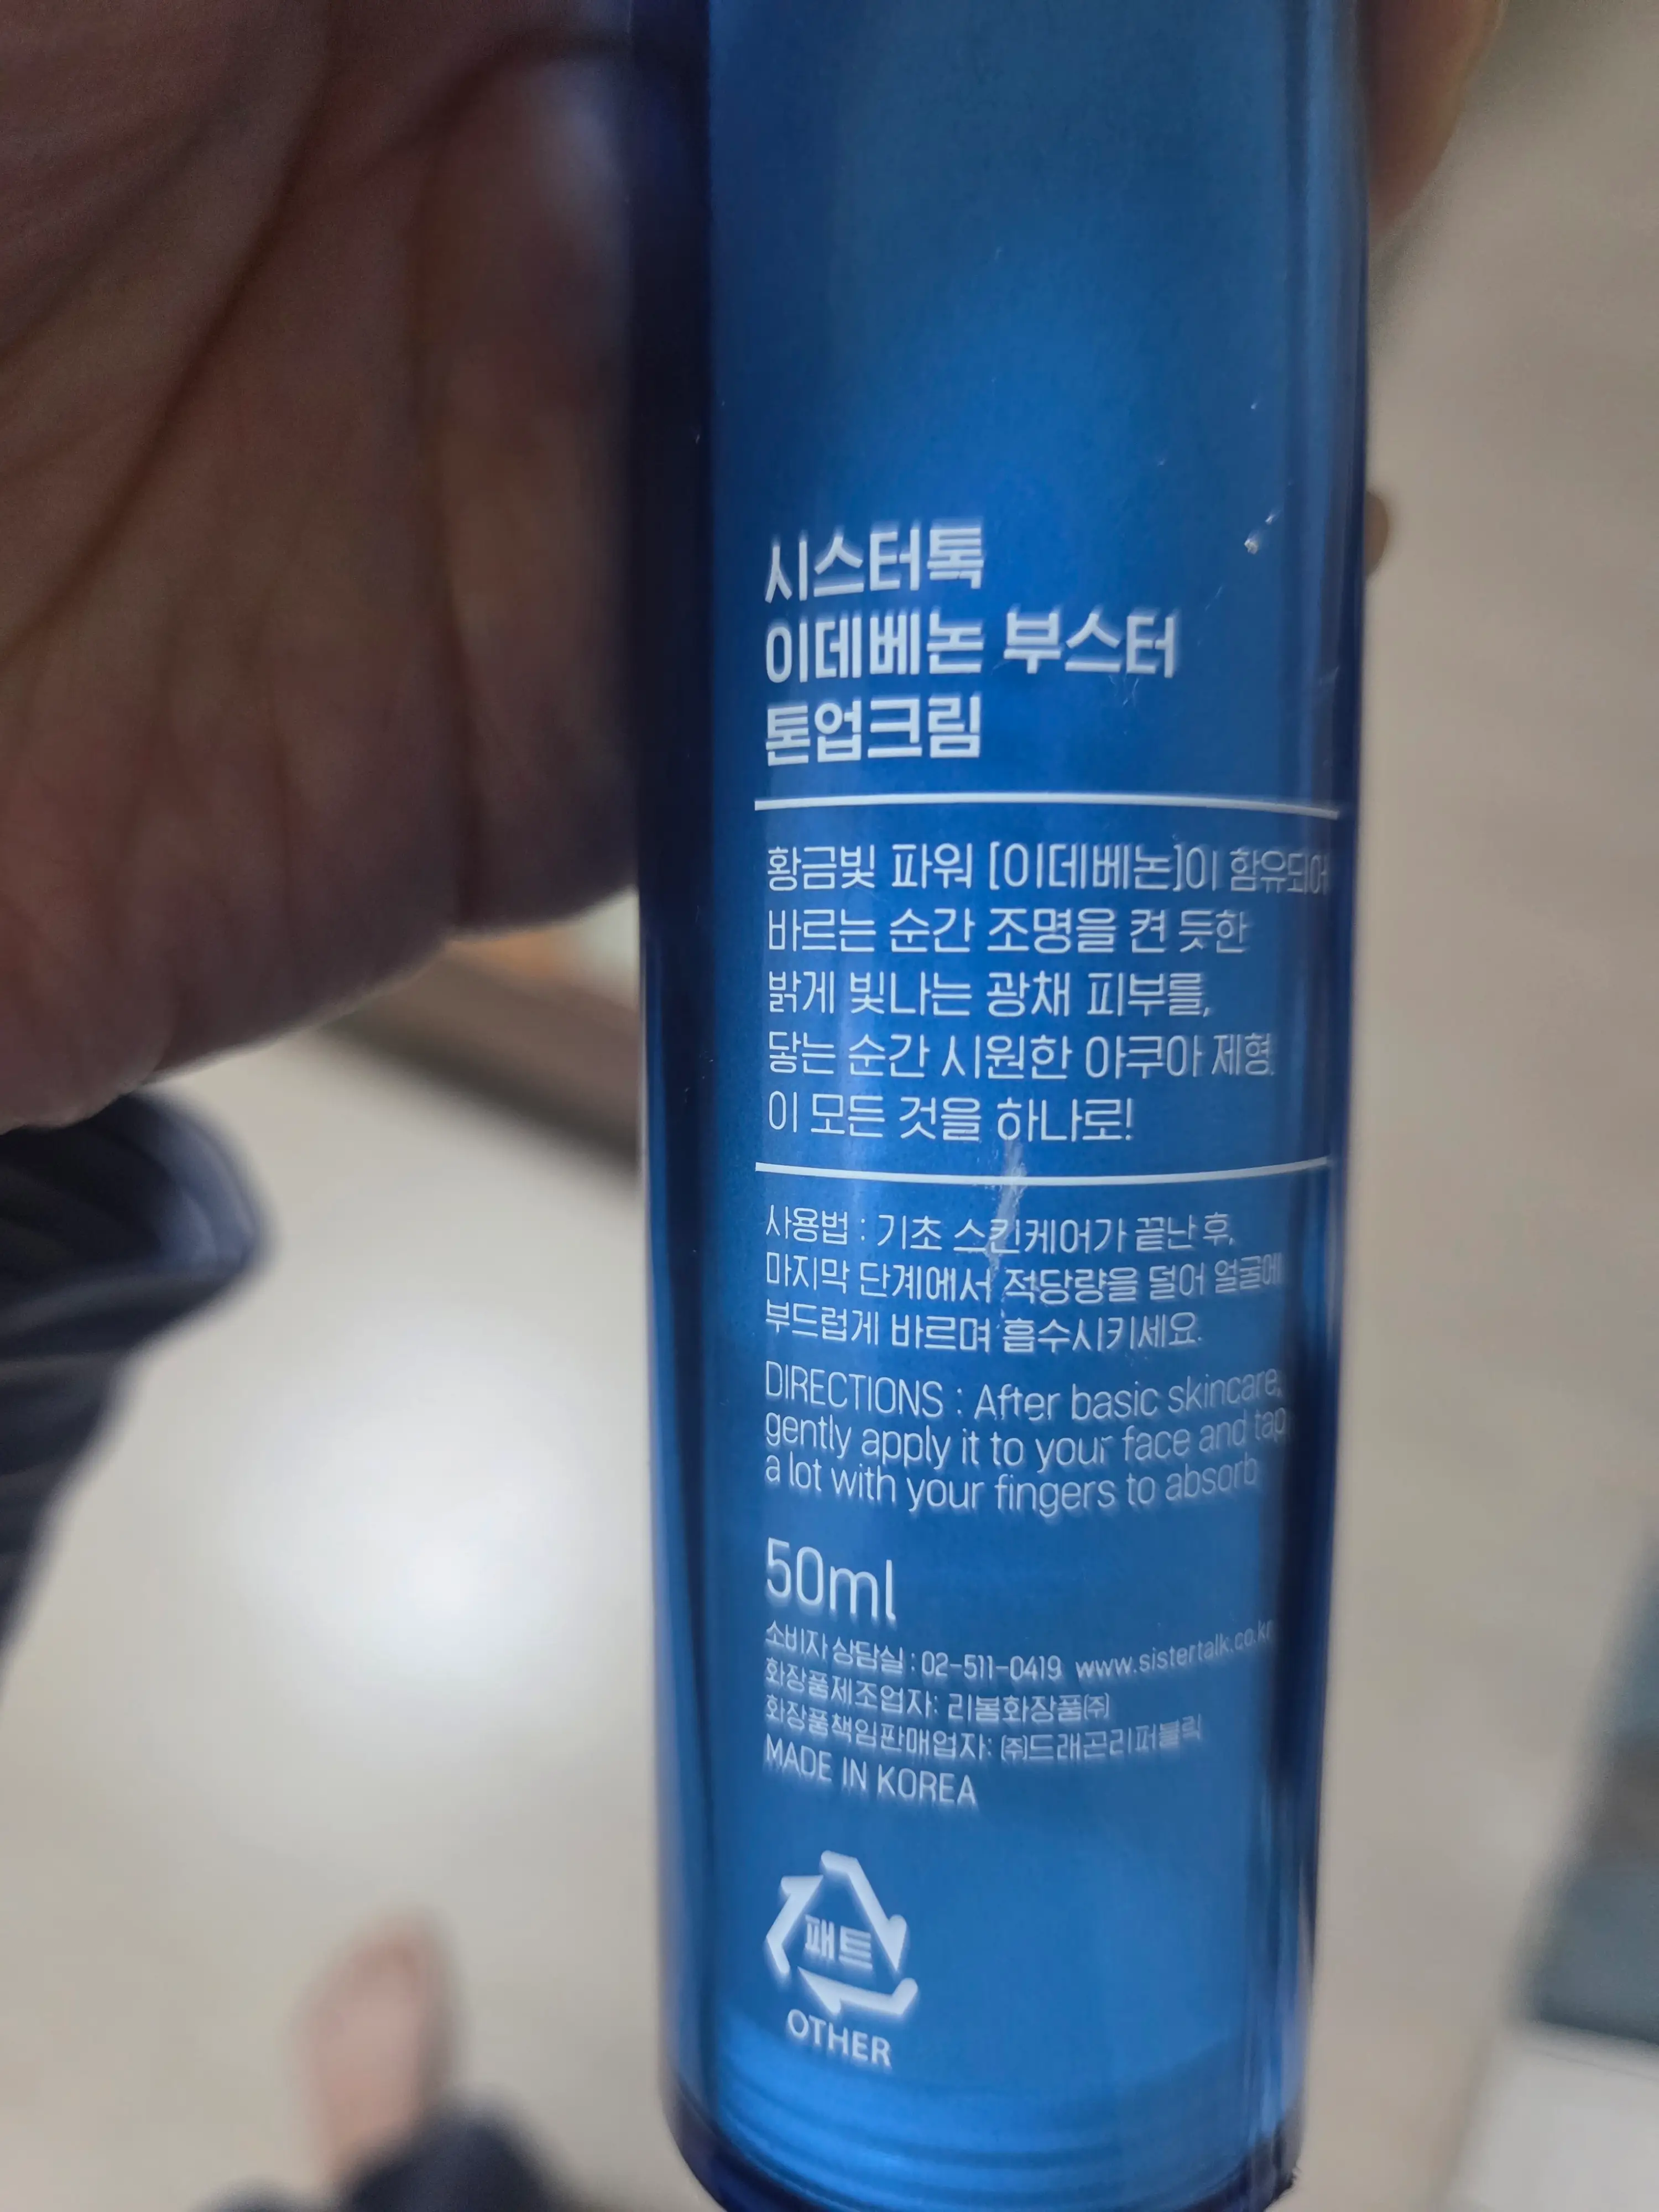 시스터톡
이데베논 부스터
톤업크림
황금빛 파워 [이데베논]이 함유되어
바르는 순간 조명을 켠 듯한
밝게 빛나는 광채 피부를,
닿는 순간 시원한 아쿠아 제형.
이 모든 것을 하나로!
사용법 : 기초 스킨케어가 끝난 후,
마지막 단계에서 적당량을 덜어 얼굴에
부드럽게 바르며 흡수시키세요.
DIRECTIONS : After basic skincare,
gently apply it to your face and tap
a lot with your fingers to absorb
50ml
소비자 상담실 : 02-511-0419 www.sistertalk.co.kr
화장품제조업자: 리봄화장품㈜
화장품책임판매업자: ㈜드래곤리퍼블릭
MADE IN KOREA
패트
OTHER